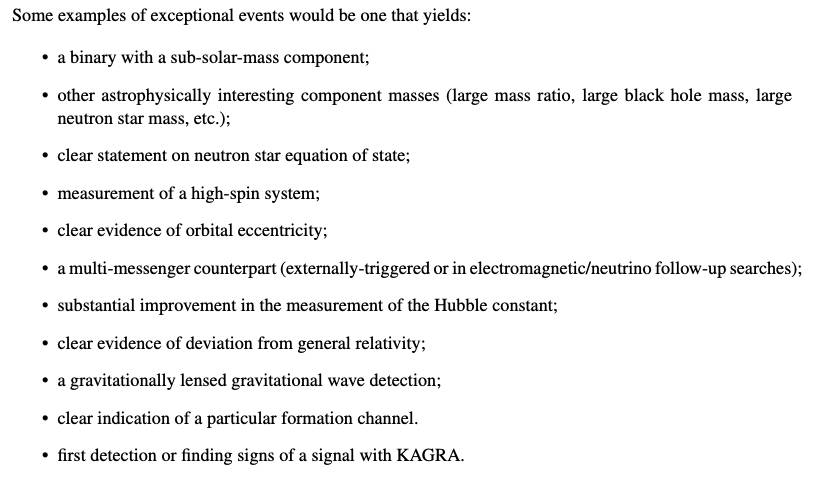 Some examples of exceptional events would be one that yields:
• a binary with a sub-solar-mass component;
• other astrophysically interesting component masses (large mass ratio, large black hole mass, large
neutron star mass, etc.);
• clear statement on neutron star equation of state;
• measurement of a high-spin system;
• clear evidence of orbital eccentricity;
• a multi-messenger counterpart (externally-triggered or in electromagnetic/neutrino follow-up searches);
• substantial improvement in the measurement of the Hubble constant;
• clear evidence of deviation from general relativity;
• a gravitationally lensed gravitational wave detection;
• clear indication of a particular formation channel.
• first detection or finding signs of a signal with KAGRA.